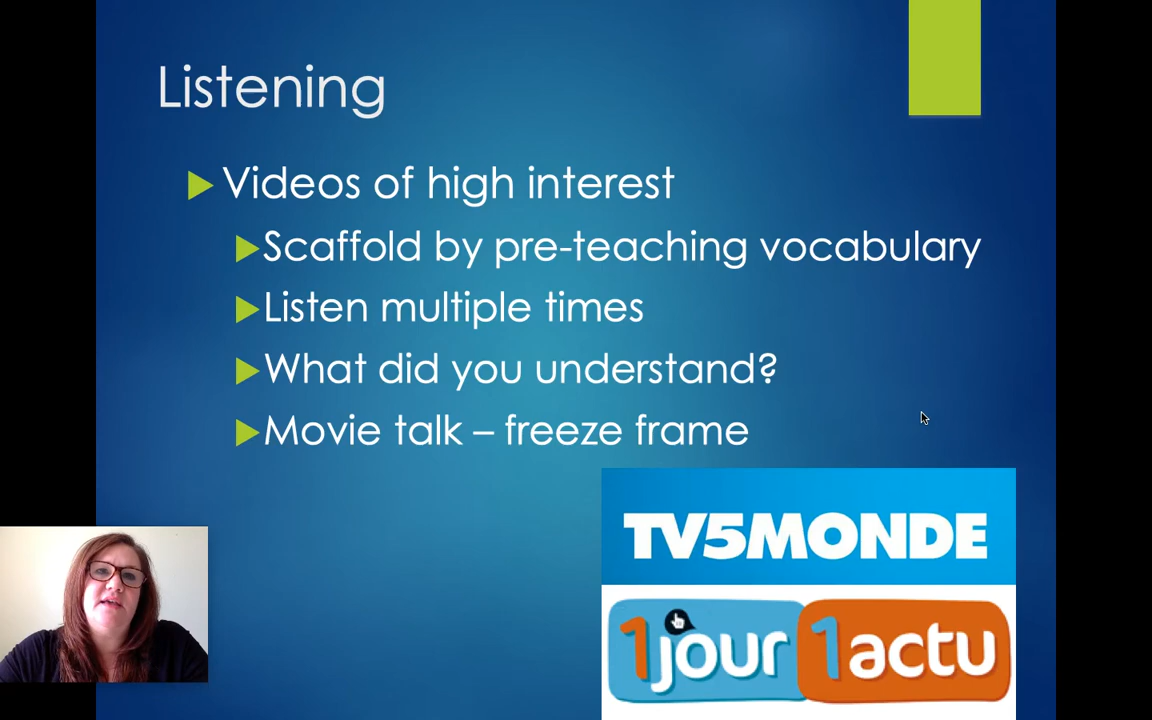 Listening
Videos of high interest
Scaffold by pre-teaching vocabulary
Listen multiple times
What did you understand?
Movie talk – freeze frame
TV5MONDE
1jour 1actu